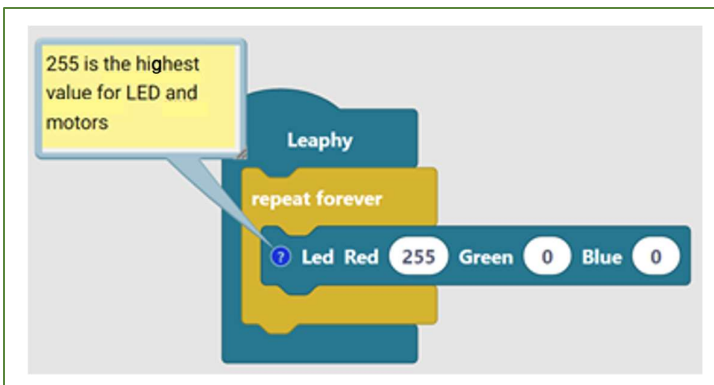 255 is the highest
value for LED and
motors
Leaphy
repeat forever
? Led Red 255 Green 0 Blue 0